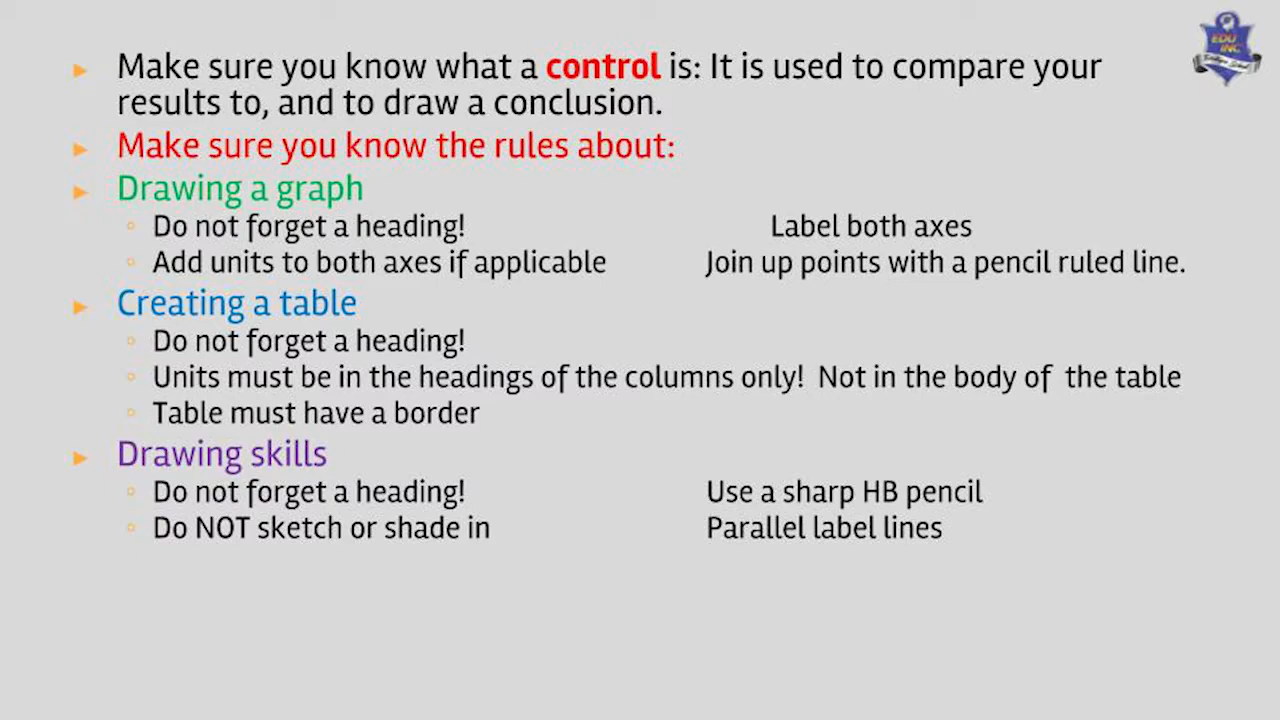 Make sure you know what a control is: It is used to compare your
results to, and to draw a conclusion.
Make sure you know the rules about:
Drawing a graph
Do not forget a heading! Label both axes
Add units to both axes if applicable Join up points with a pencil ruled line.
Creating a table
Do not forget a heading!
Units must be in the headings of the columns only! Not in the body of the table
Table must have a border
Drawing skills
Do not forget a heading! Use a sharp HB pencil
Do NOT sketch or shade in Parallel label lines
EDU
INC